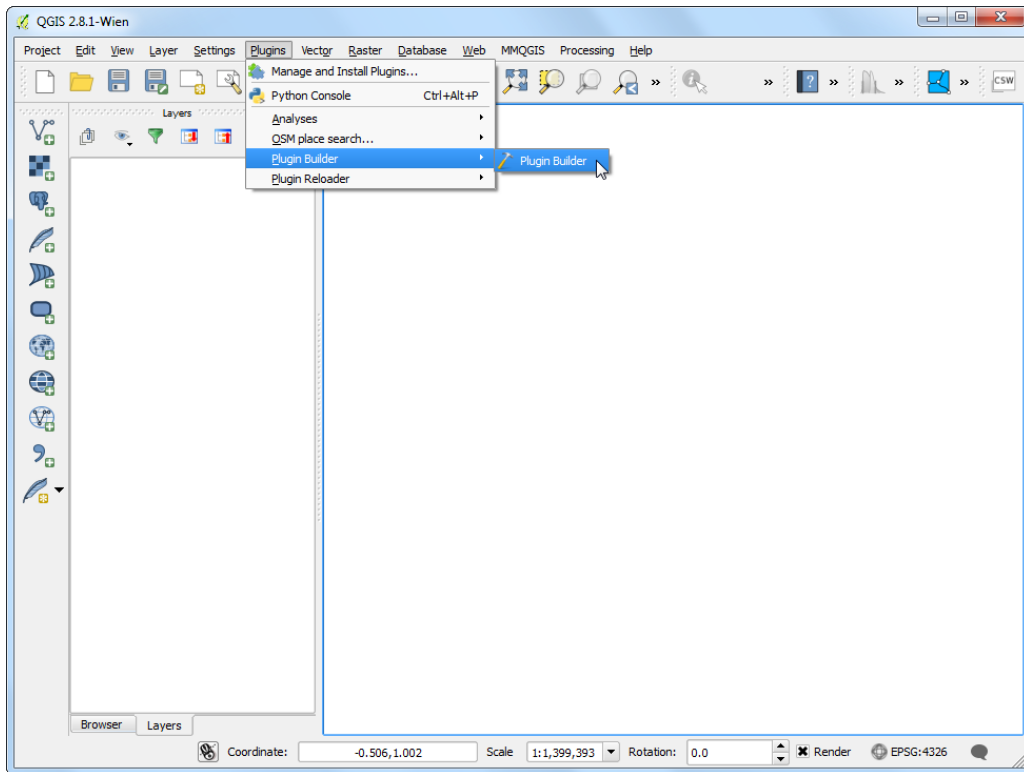 QGIS 2.8.1-Wien
Project Edit View Layer Settings Plugins Vector Raster Database Web MMQGIS Processing Help
Manage and Install Plugins...
Python Console Ctrl+Alt+P
Analyses
OSM place search...
Plugin Builder
Plugin Builder
Plugin Reloader
» » ? » » » CSW
Layers
Browser Layers
Coordinate: -0.506,1.002 Scale 1:1,399,393 Rotation: 0.0 Render EPSG:4326